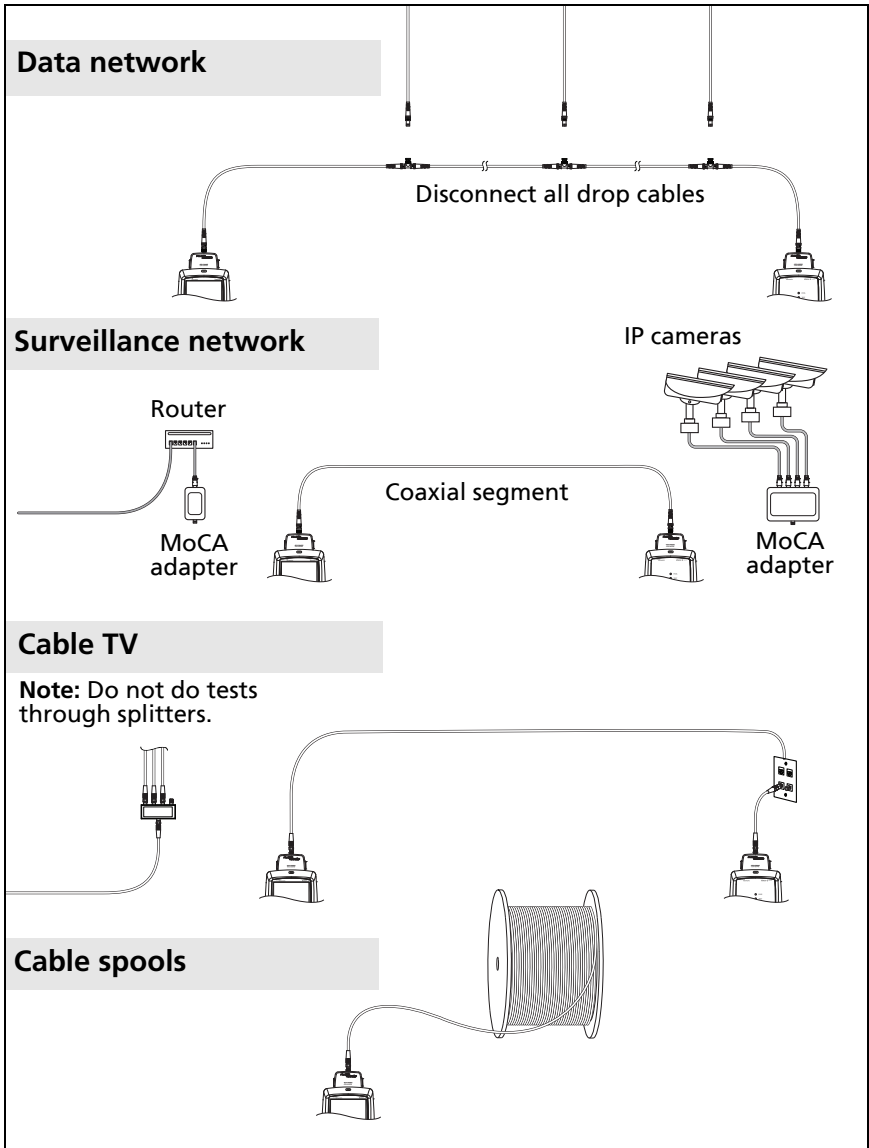 Data network
Disconnect all drop cables
Surveillance network
IP cameras
Router
Coaxial segment
MoCA
adapter
MoCA
adapter
Cable TV
Note: Do not do tests
through splitters.
Cable spools